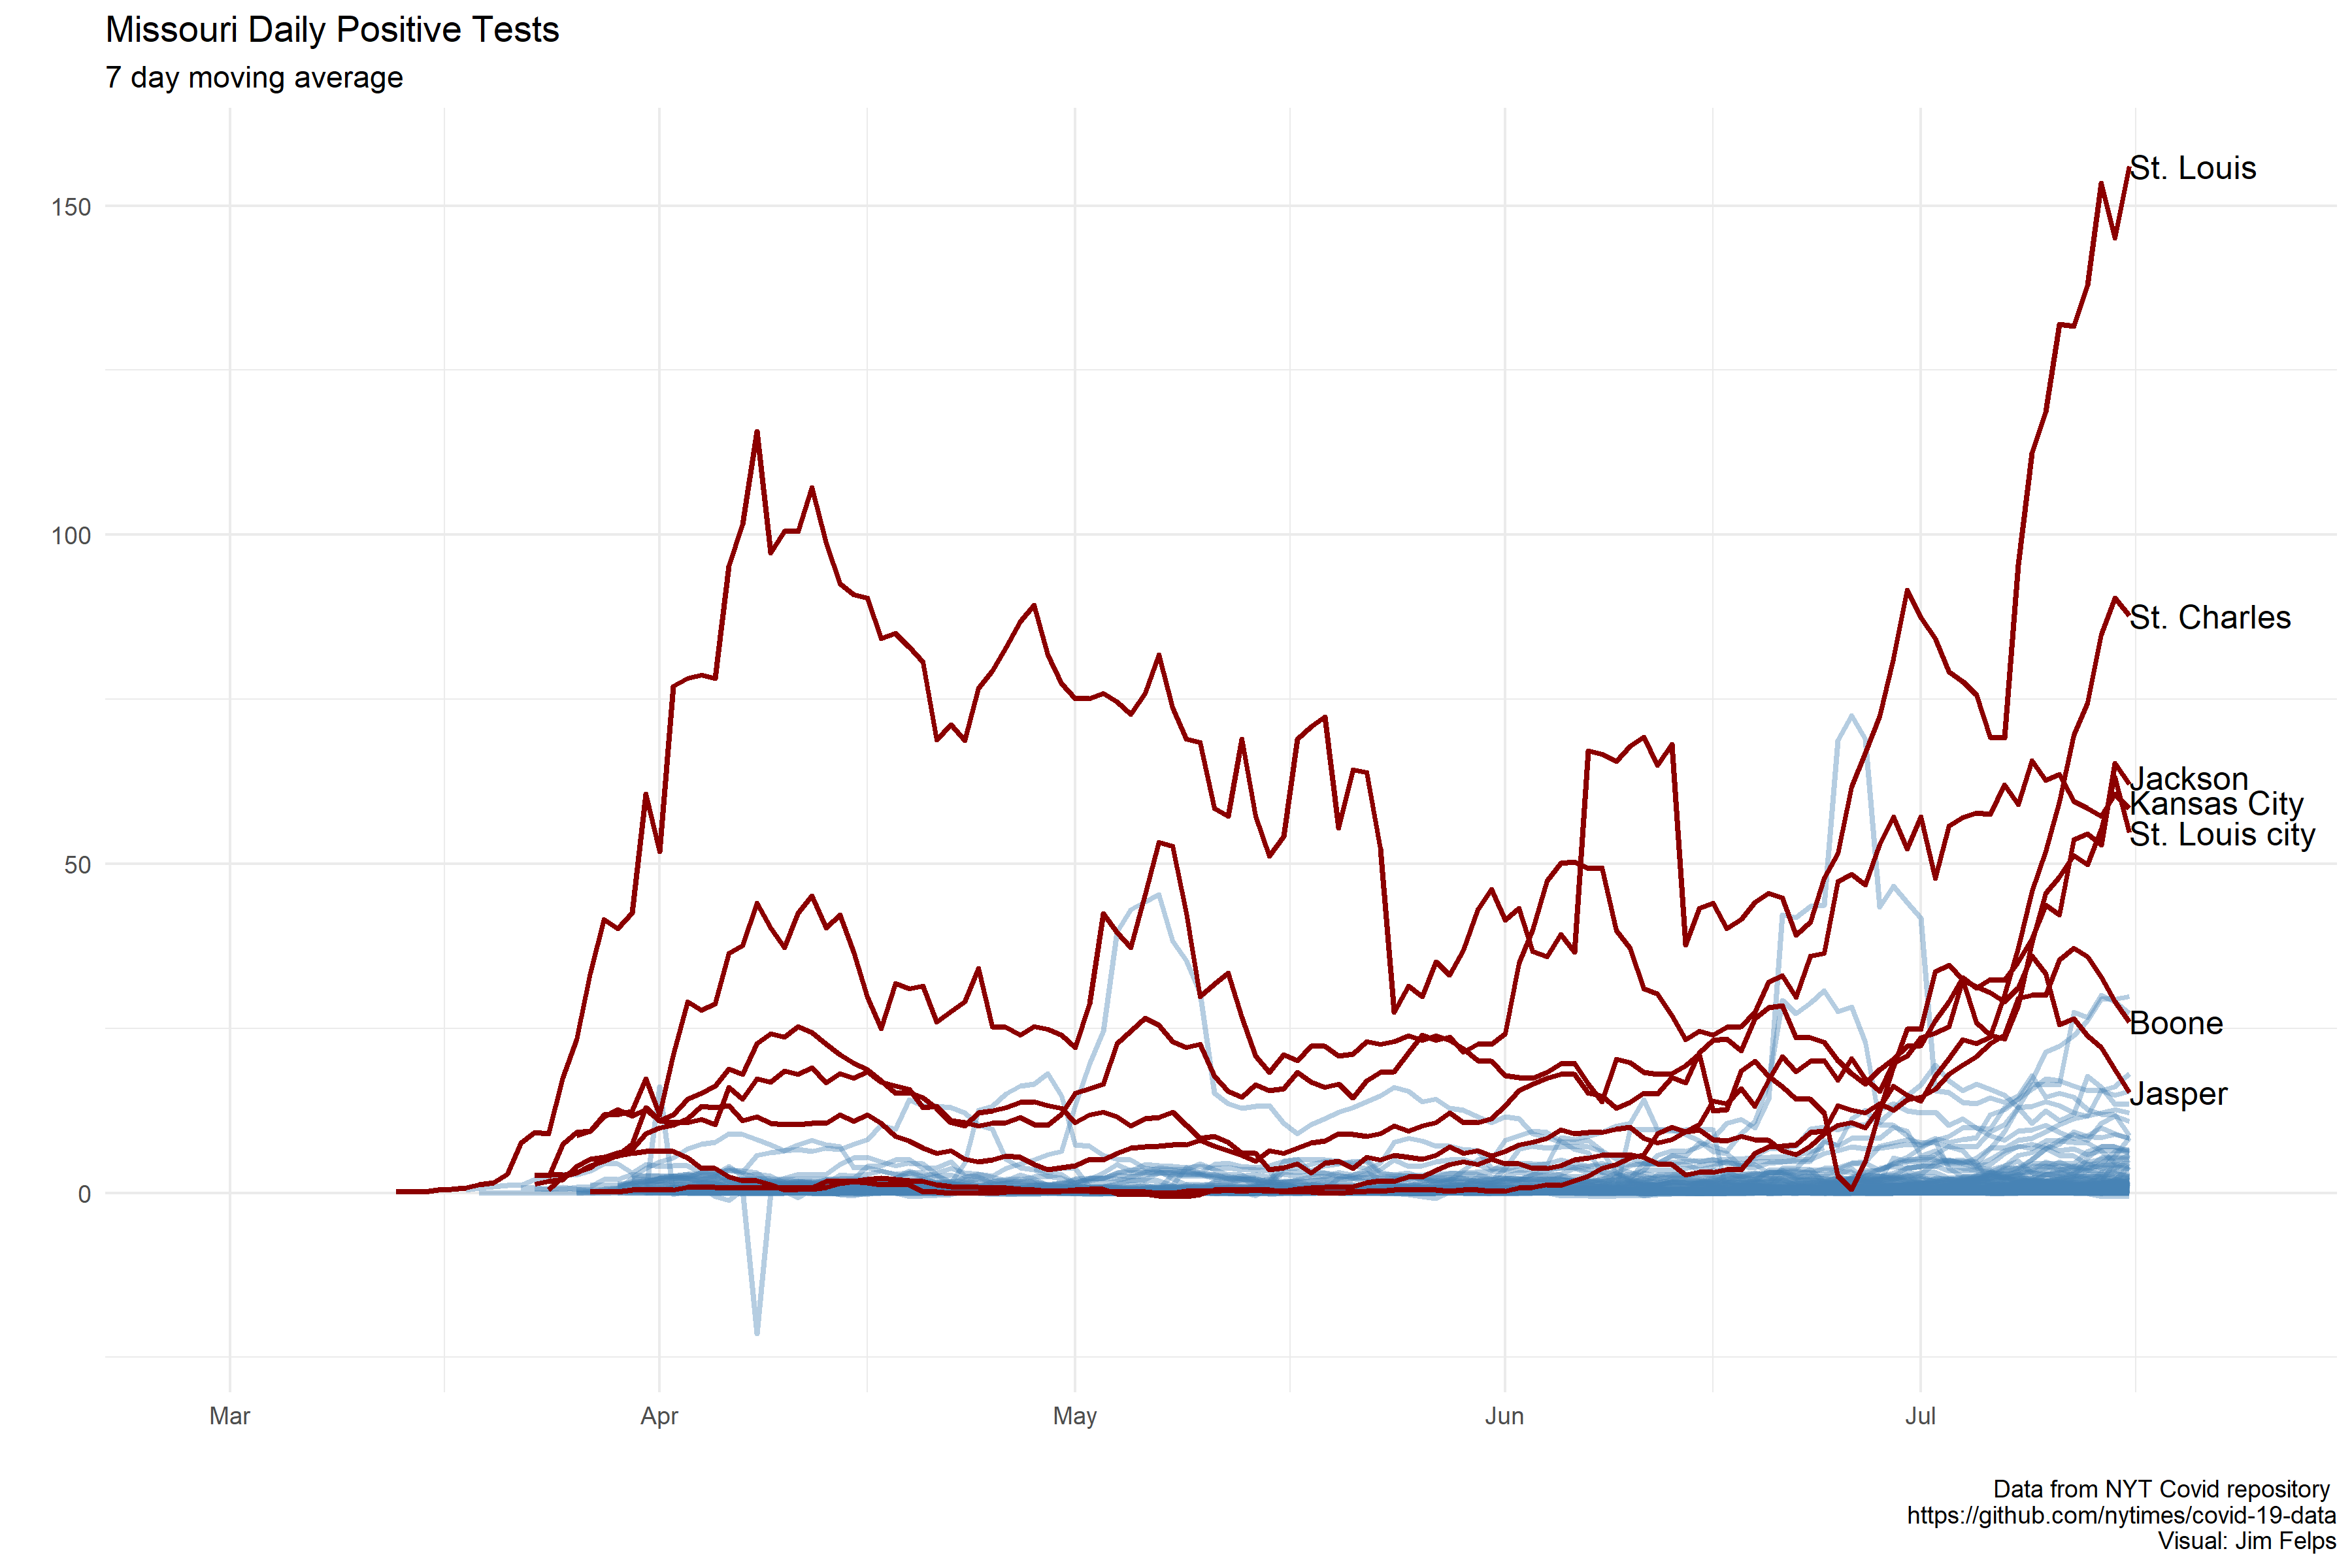 Missouri Daily Positive Tests
7 day moving average
150
100
50
0
St. Louis
St. Charles
Jackson
Kansas City
St. Louis city
Boone
Jasper
Mar Apr May Jun Jul
Data from NYT Covid repository
https://github.com/nytimes/covid-19-data
Visual: Jim Felps